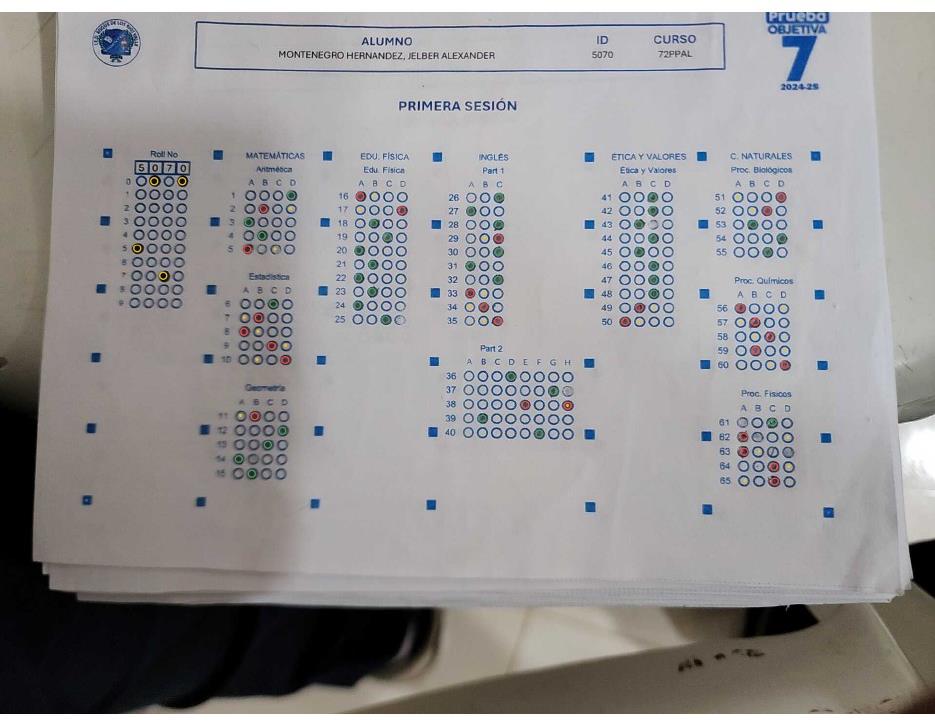 Prueba
OBJETIVA
7
2024-25
ALUMNO ID CURSO
MONTENEGRO HERNANDEZ, JELBER ALEXANDER 5070 72PPAL
PRIMERA SESIÓN
Roll No
5 0 7 0
0
1
2
3
4
5
6
7
8
9
MATEMÁTICAS
Aritmética
A B C D
1
2
3
4
5
Estadística
A B C D
6
7
8
9
10
Geometría
A B C D
11
12
13
14
15
EDU. FÍSICA
Edu. Física
A B C D
16
17
18
19
20
21
22
23
24
25
INGLÉS
Part 1
A B C
26
27
28
29
30
31
32
33
34
35
Part 2
A B C D E F G H
36
37
38
39
40
ÉTICA Y VALORES
Etica y Valores
A B C D
41
42
43
44
45
46
47
48
49
50
C. NATURALES
Proc. Biológicos
A B C D
51
52
53
54
55
Proc. Químicos
A B C D
56
57
58
59
60
Proc. Físicos
A B C D
61
62
63
64
65